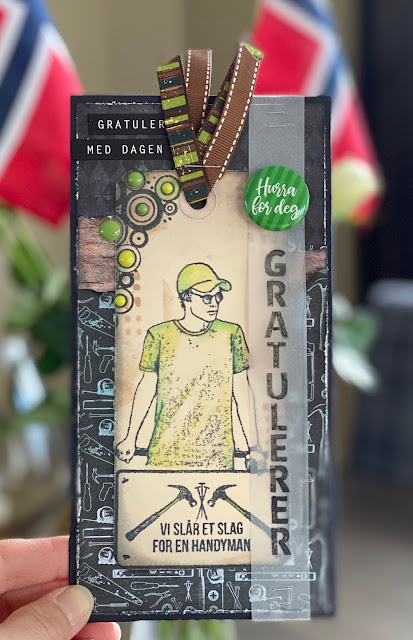 GRATULERER
MED DAGEN
Hurra
for deg
GRATULERER
VI SLÅR ET SLAG
FOR EN HANDYMAN